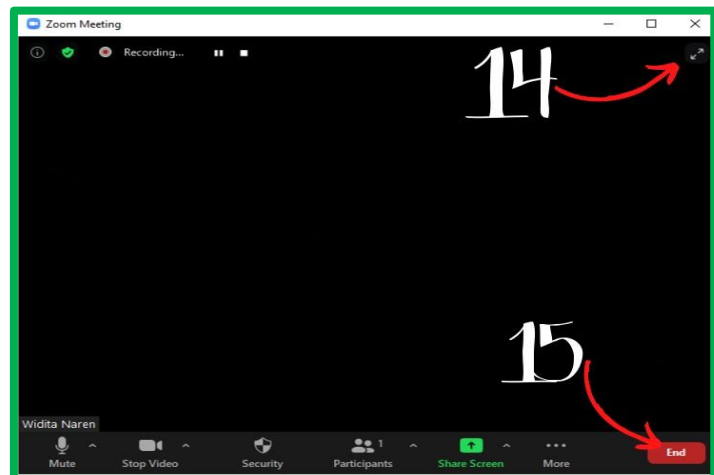 Zoom Meeting
Recording...
14
15
Widita Naren
1
Mute Stop Video Security Participants Share Screen More End